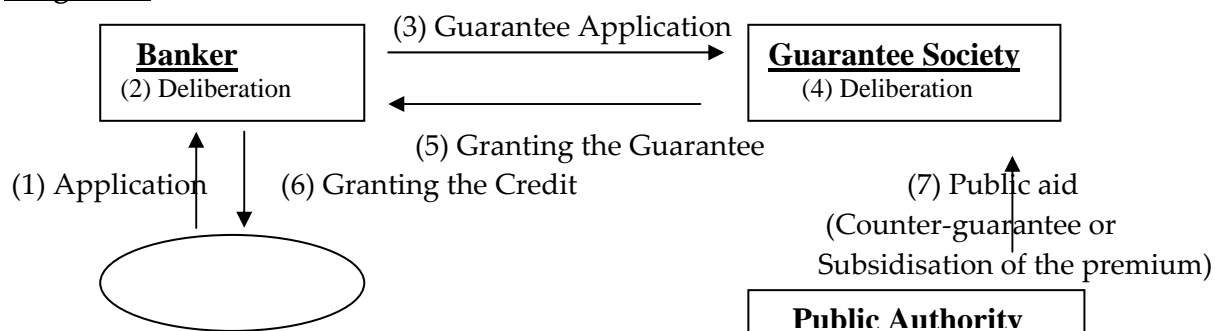 (3) Guarantee Application
Banker
(2) Deliberation
Guarantee Society
(4) Deliberation
(5) Granting the Guarantee
(1) Application
(6) Granting the Credit
(7) Public aid
(Counter-guarantee or
Subsidisation of the premium)
Public Authority